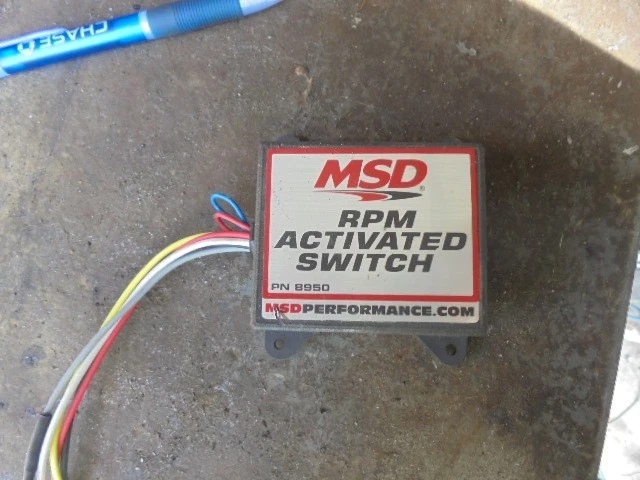 CHASE
MSD
®
RPM
ACTIVATED
SWITCH
PN 8950
MSDPERFORMANCE.COM